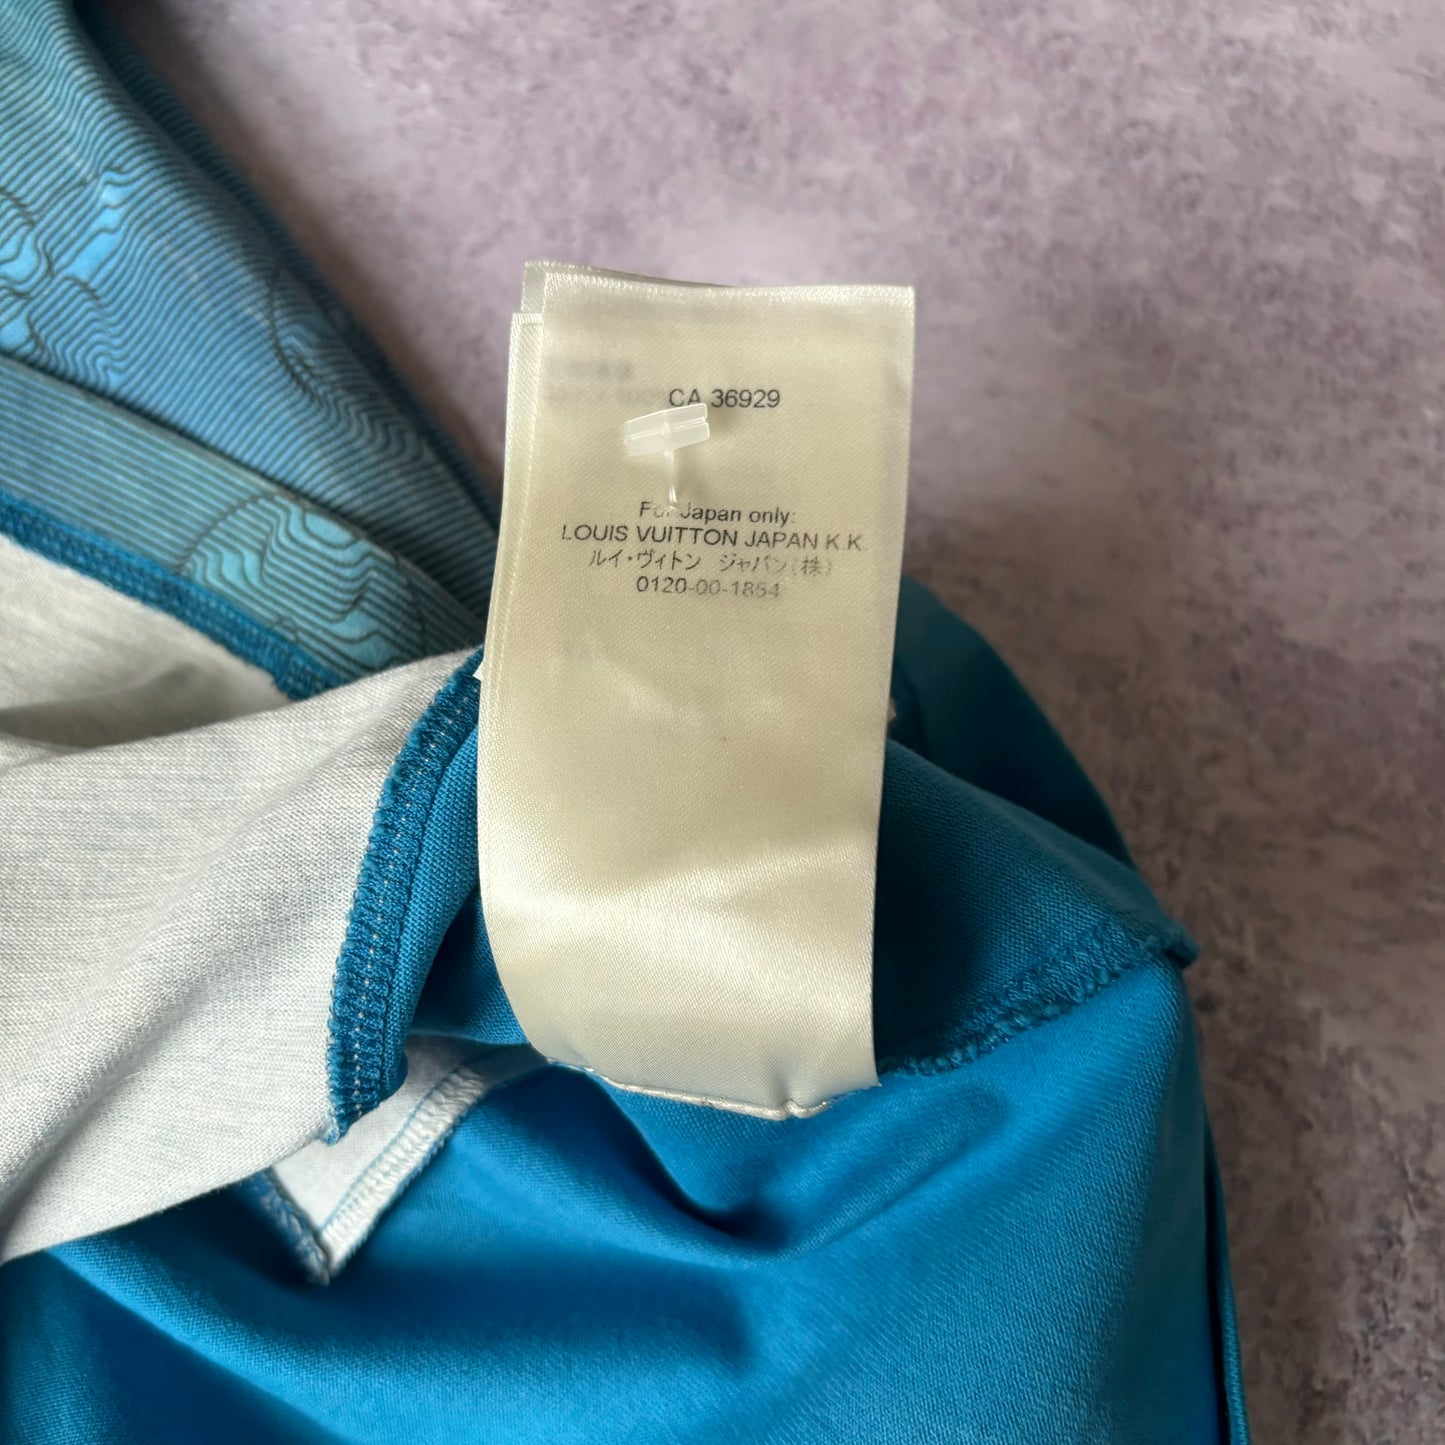 CA 36929
For Japan only:
LOUIS VUITTON JAPAN K.K.
ルイ・ヴィトン ジャパン(株)
0120-00-1854